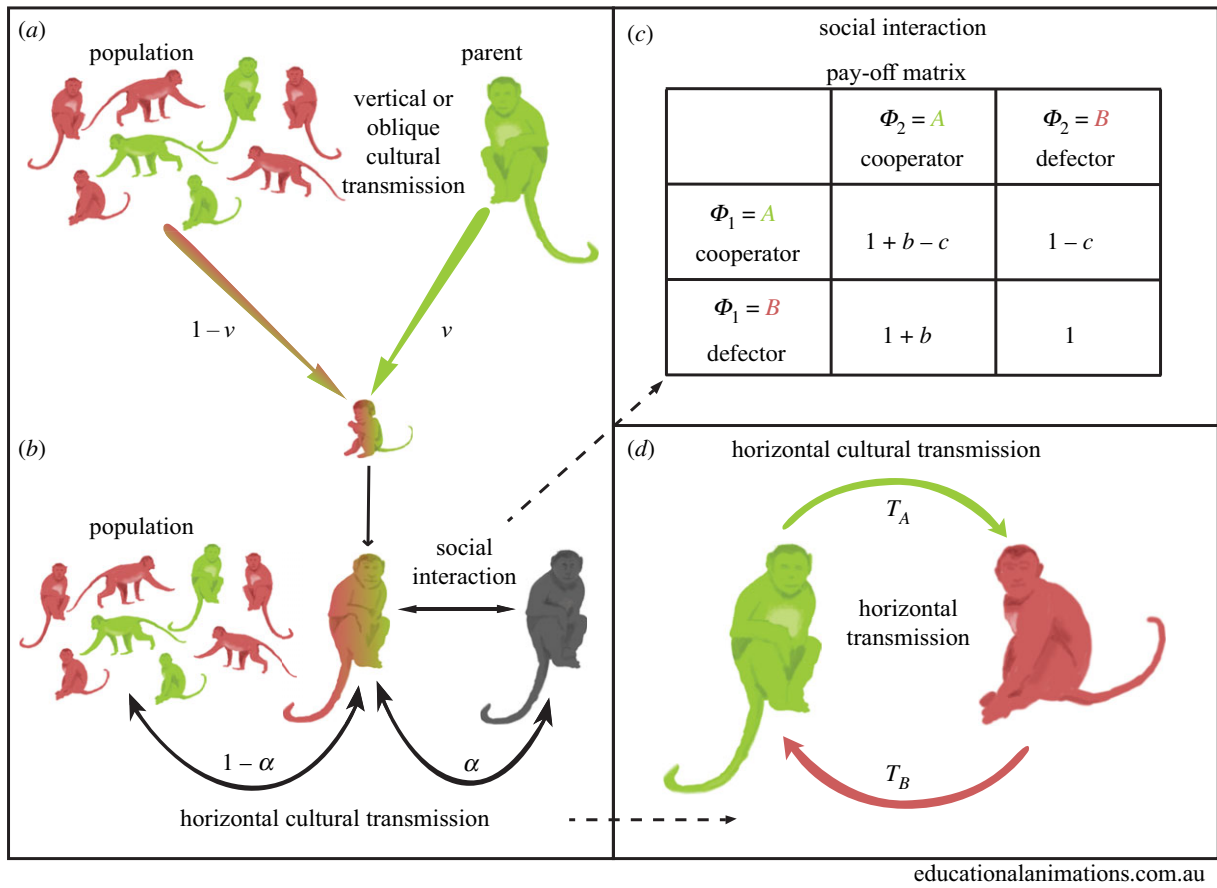 (a)
population
parent
vertical or
oblique
cultural
transmission
1 – v
v
(b)
population
social
interaction
1 – α
α
horizontal cultural transmission
(c)
social interaction
pay-off matrix
Φ2 = A
cooperator
Φ2 = B
defector
Φ1 = A
cooperator
1 + b – c
1 – c
Φ1 = B
defector
1 + b
1
(d)
horizontal cultural transmission
TA
horizontal
transmission
TB
educationalanimations.com.au